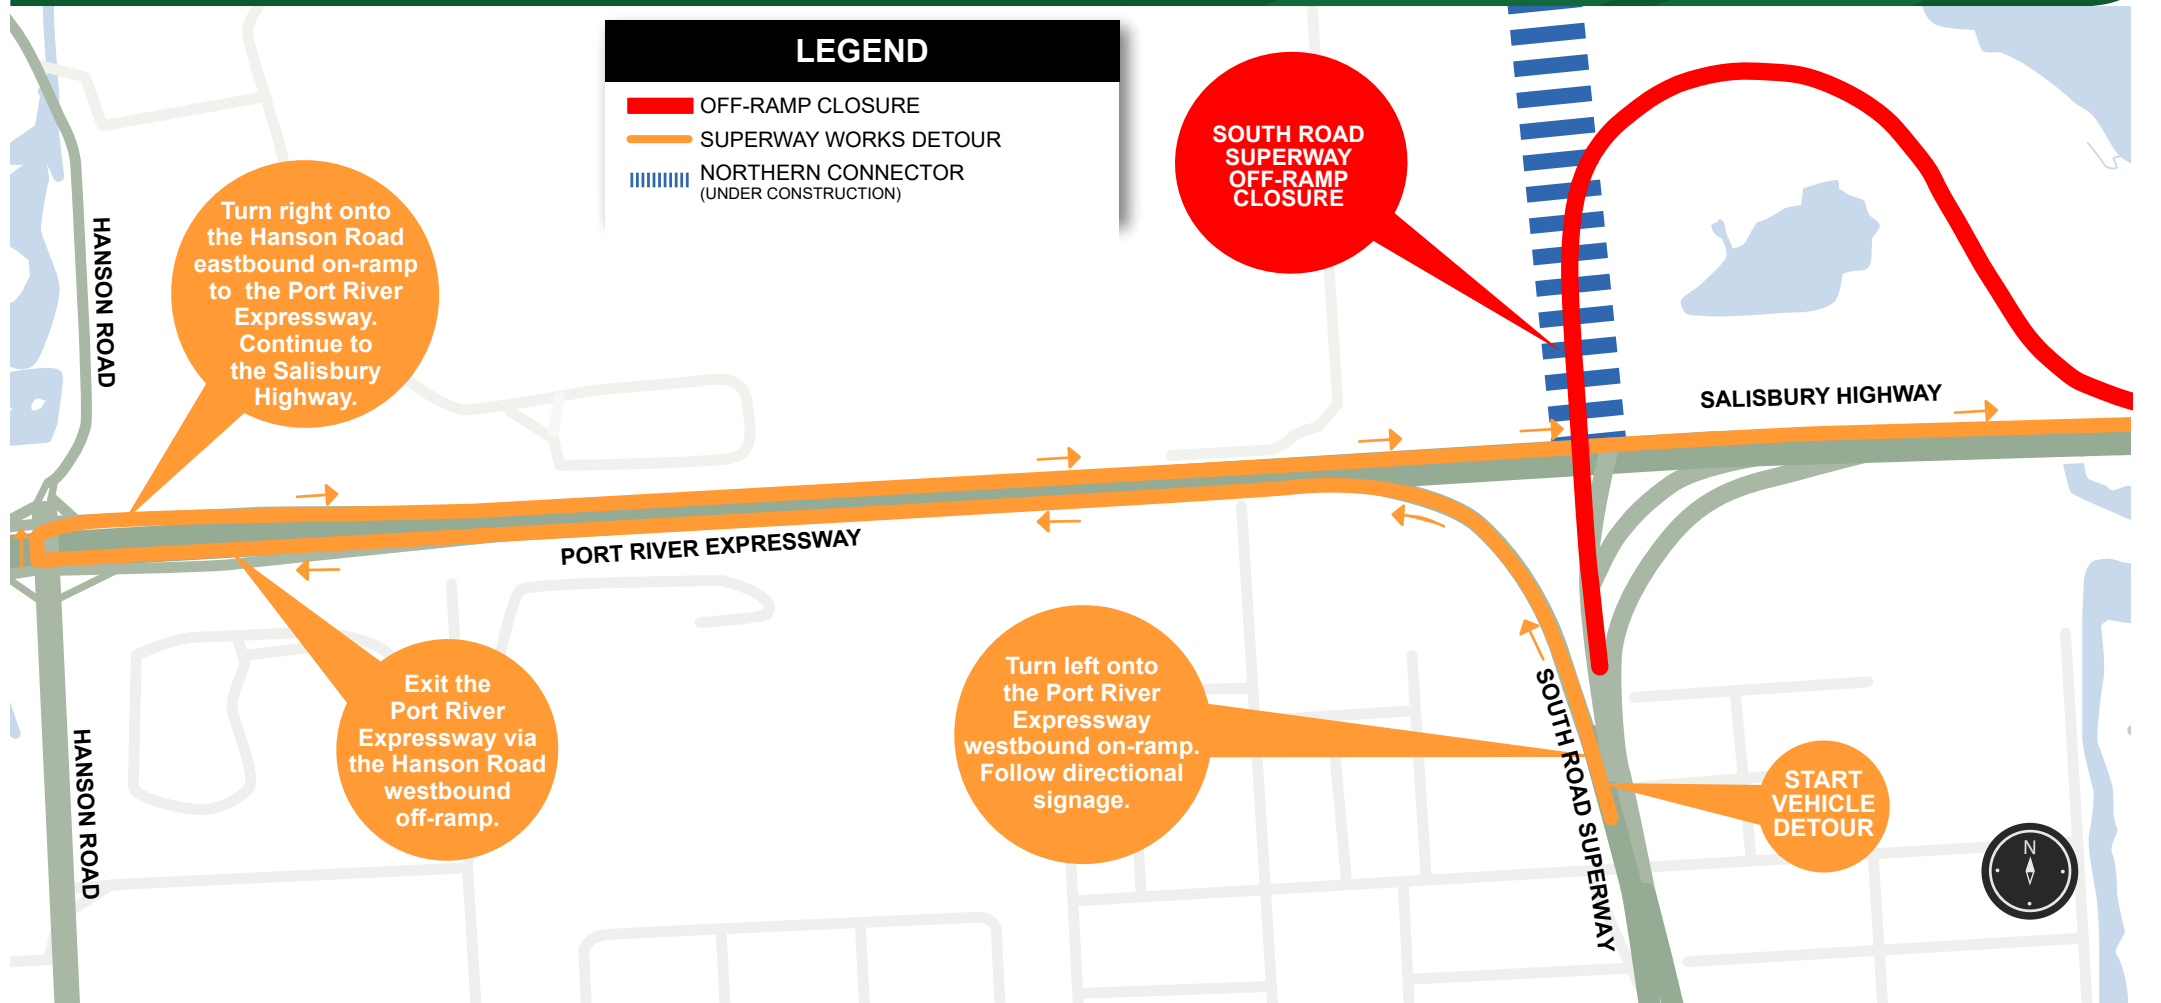 LEGEND
OFF-RAMP CLOSURE
SUPERWAY WORKS DETOUR
NORTHERN CONNECTOR
(UNDER CONSTRUCTION)
SOUTH ROAD
SUPERWAY
OFF-RAMP
CLOSURE
HANSON ROAD
Turn right onto
the Hanson Road
eastbound on-ramp
to the Port River
Expressway.
Continue to
the Salisbury
Highway.
SALISBURY HIGHWAY
PORT RIVER EXPRESSWAY
Exit the
Port River
Expressway via
the Hanson Road
westbound
off-ramp.
Turn left onto
the Port River
Expressway
westbound on-ramp.
Follow directional
signage.
SOUTH ROAD SUPERWAY
START
VEHICLE
DETOUR
HANSON ROAD
N